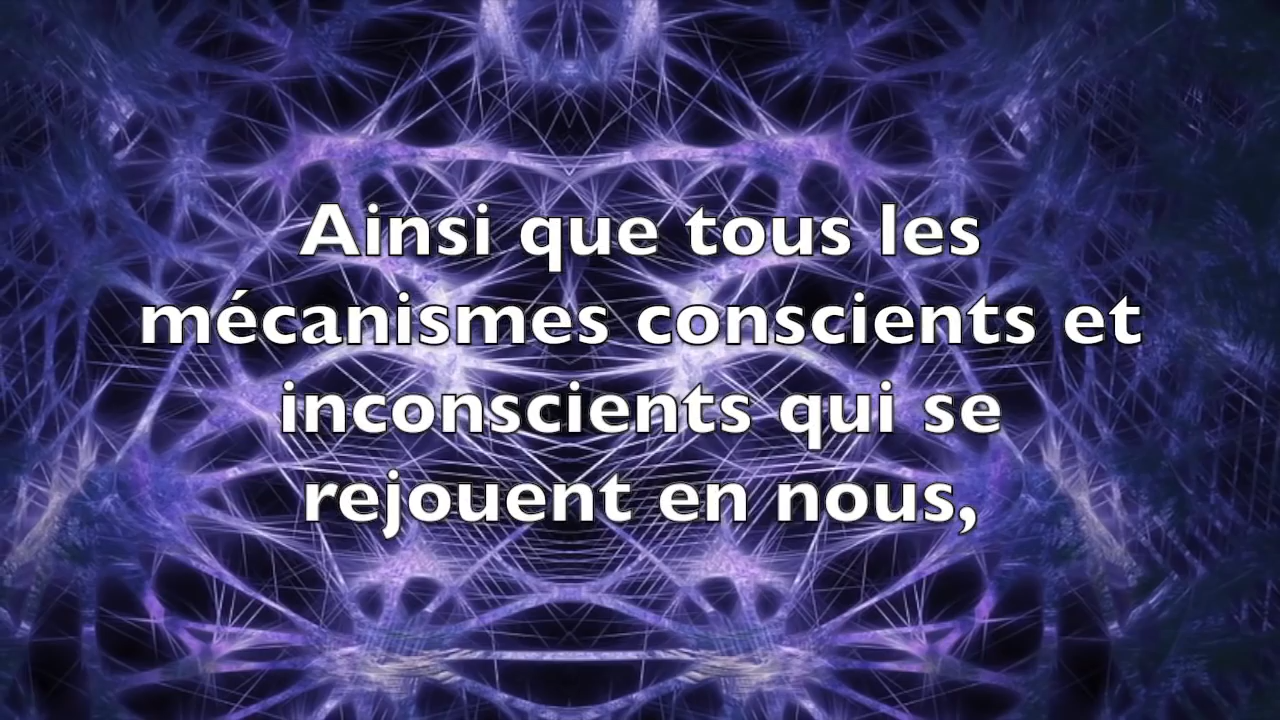 Ainsi que tous les
mécanismes conscients et
inconscients qui se
rejouent en nous,